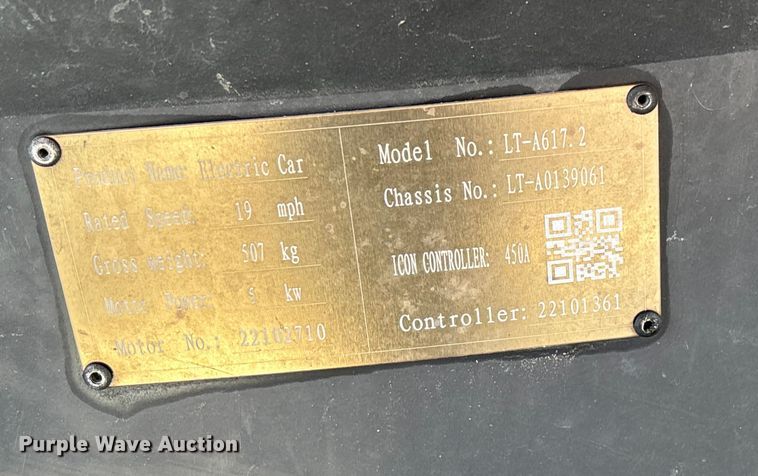 Product Name: Electric Car
Rated Speed: 19 mph
Gross weight: 507 kg
Motor Power: 5 kw
Motor No.: 22102710
Model No.: LT-A617.2
Chassis No.: LT-A0139061
ICON CONTROLLER: 450A
Controller: 22101361
Purple Wave Auction